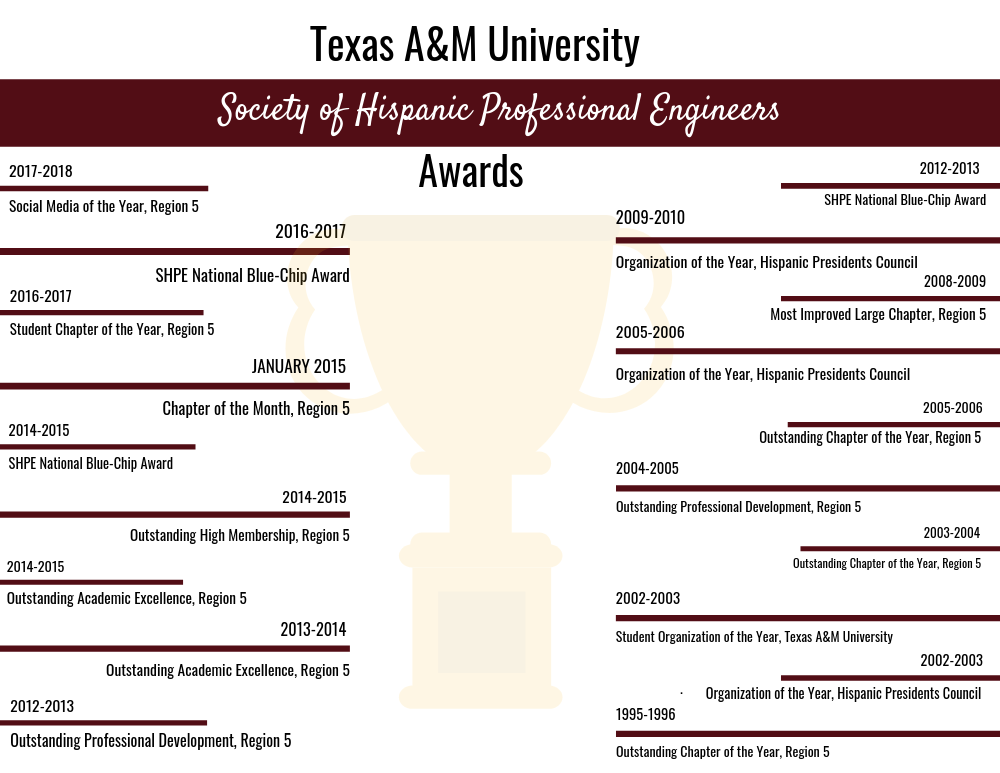 Texas A&M University
Society of Hispanic Professional Engineers
Awards
2017-2018
Social Media of the Year, Region 5
2016-2017
SHPE National Blue-Chip Award
2016-2017
Student Chapter of the Year, Region 5
JANUARY 2015
Chapter of the Month, Region 5
2014-2015
SHPE National Blue-Chip Award
2014-2015
Outstanding High Membership, Region 5
2014-2015
Outstanding Academic Excellence, Region 5
2013-2014
Outstanding Academic Excellence, Region 5
2012-2013
Outstanding Professional Development, Region 5
2012-2013
SHPE National Blue-Chip Award
2009-2010
Organization of the Year, Hispanic Presidents Council
2008-2009
Most Improved Large Chapter, Region 5
2005-2006
Organization of the Year, Hispanic Presidents Council
2005-2006
Outstanding Chapter of the Year, Region 5
2004-2005
Outstanding Professional Development, Region 5
2003-2004
Outstanding Chapter of the Year, Region 5
2002-2003
Student Organization of the Year, Texas A&M University
2002-2003
· Organization of the Year, Hispanic Presidents Council
1995-1996
Outstanding Chapter of the Year, Region 5